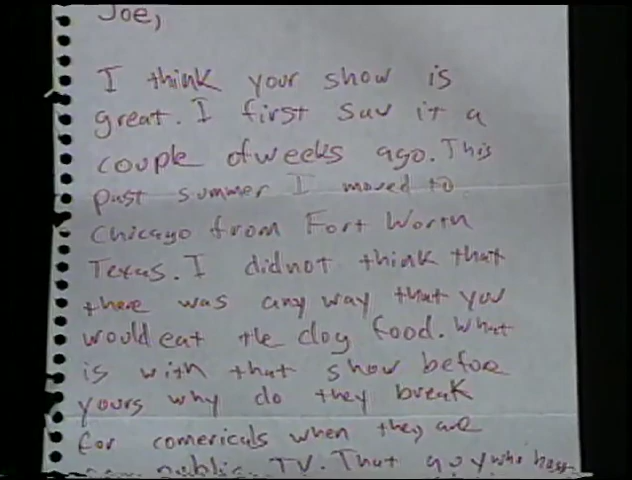 Joe,
I think your show is
great. I first saw it a
couple of weeks ago. This
past summer I moved to
Chicago from Fort Worth
Texas. I did not think that
there was any way that you
would eat the dog food. What
is with that show before
yours why do they break
for comericals when they are
public TV. That guy who